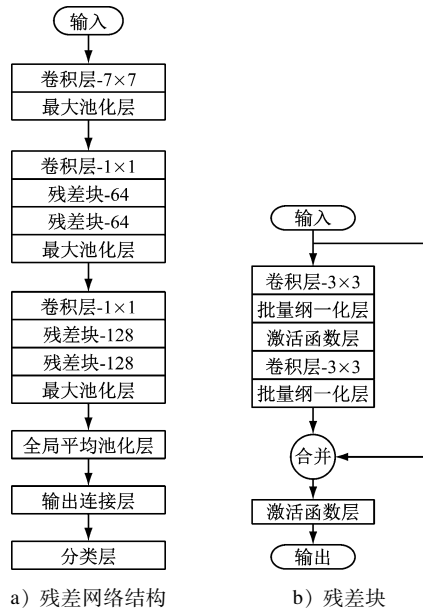 输入
卷积层-7×7
最大池化层
卷积层-1×1
残差块-64
残差块-64
最大池化层
卷积层-1×1
残差块-128
残差块-128
最大池化层
全局平均池化层
输出连接层
分类层
a）残差网络结构
输入
卷积层-3×3
批量纲一化层
激活函数层
卷积层-3×3
批量纲一化层
合并
激活函数层
输出
b）残差块